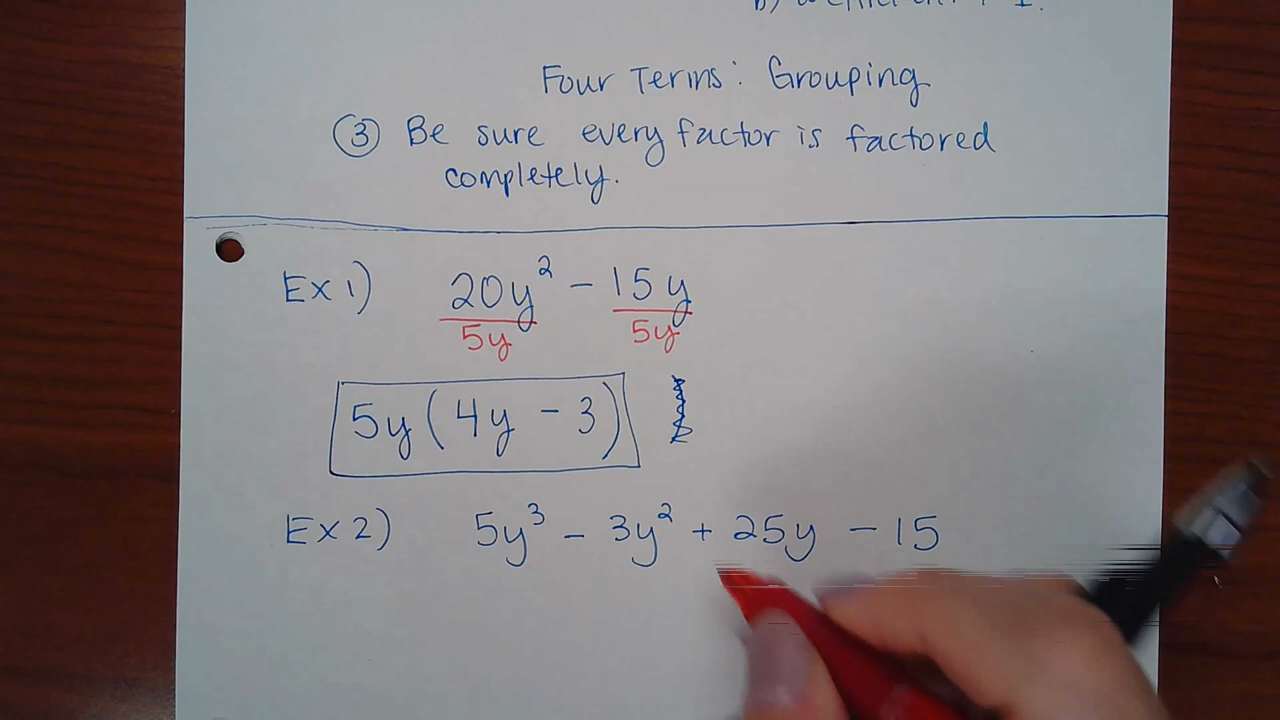 Four Terms: Grouping
③ Be sure every factor is factored
completely.
Ex 1) 20y² - 15y
5y 5y
5y(4y - 3)
Ex 2) 5y³ - 3y² + 25y - 15